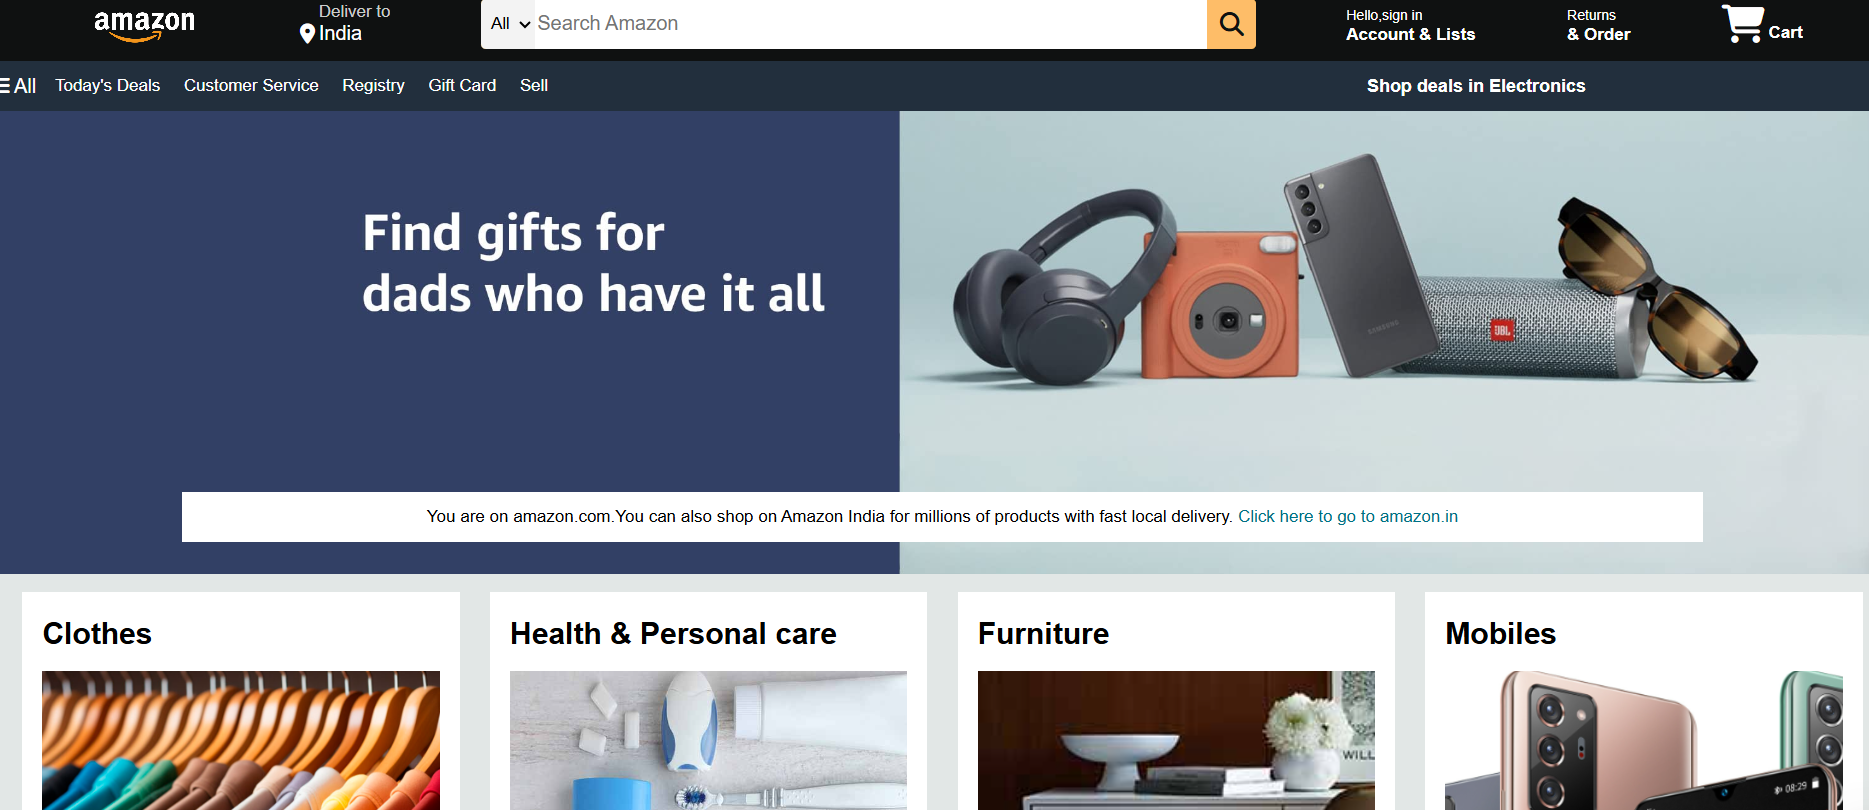 amazon
Deliver to
India
All
Search Amazon
Hello,sign in
Account & Lists
Returns
& Order
Cart
All
Today's Deals
Customer Service
Registry
Gift Card
Sell
Shop deals in Electronics
Find gifts for
dads who have it all
SAMSUNG
JBL
You are on amazon.com.You can also shop on Amazon India for millions of products with fast local delivery. Click here to go to amazon.in
Clothes
Health & Personal care
Furniture
Mobiles
WILL
08:29